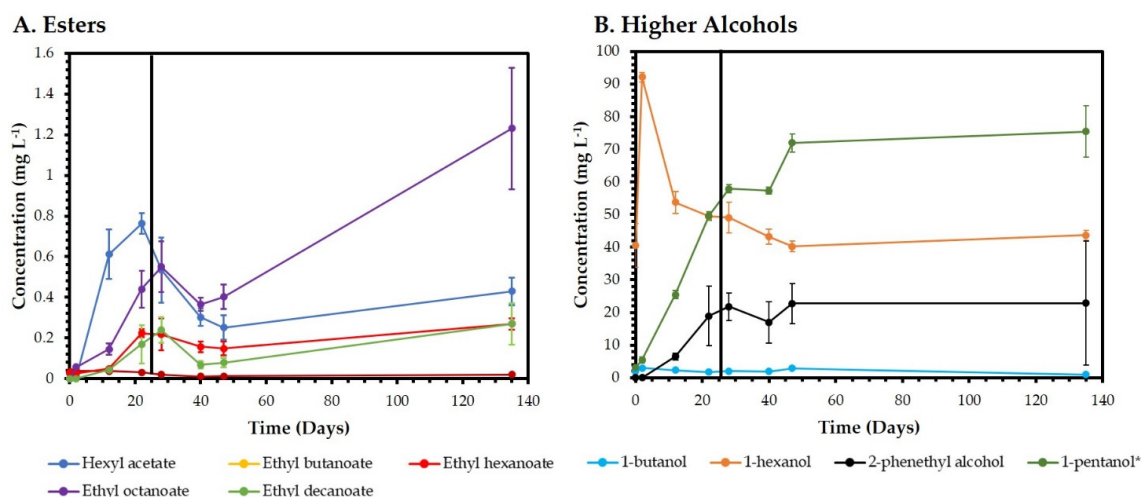 A. Esters
Concentration (mg L⁻¹)
1.6
1.4
1.2
1
0.8
0.6
0.4
0.2
0
0 20 40 60 80 100 120 140
Time (Days)
Hexyl acetate Ethyl butanoate Ethyl hexanoate
Ethyl octanoate Ethyl decanoate
B. Higher Alcohols
Concentration (mg L⁻¹)
100
90
80
70
60
50
40
30
20
10
0
0 20 40 60 80 100 120 140
Time (Days)
1-butanol 1-hexanol 2-phenethyl alcohol 1-pentanol*